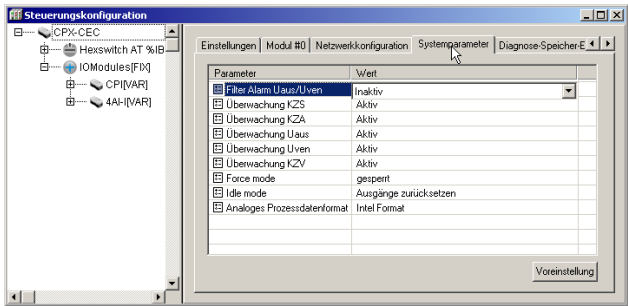 Steuerungskonfiguration
CPX-CEC
Hexswitch AT %IB
IOModules[FIX]
CPI[VAR]
4AI-I[VAR]
Einstellungen Modul #0 Netzwerkkonfiguration Systemparameter Diagnose-Speicher-E
Parameter Wert
Filter Alarm Uaus/Uven Inaktiv
Überwachung KZS Aktiv
Überwachung KZA Aktiv
Überwachung Uaus Aktiv
Überwachung Uven Aktiv
Überwachung KZV Aktiv
Force mode gesperrt
Idle mode Ausgänge zurücksetzen
Analoges Prozessdatenformat Intel Format
Voreinstellung